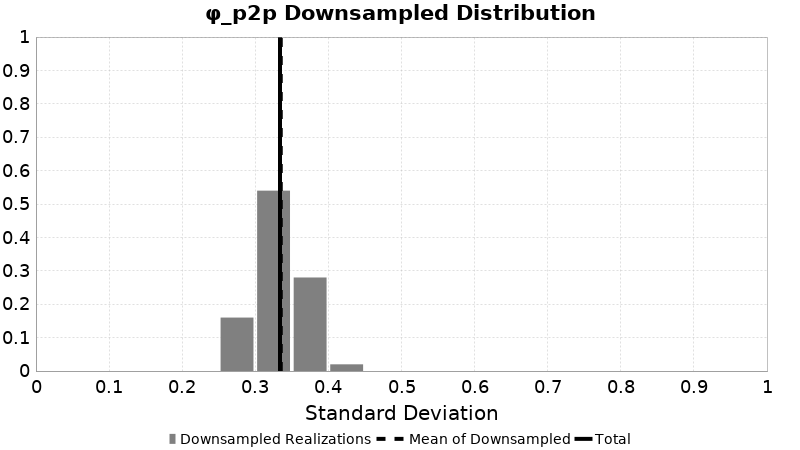 φ_p2p Downsampled Distribution
1
0.9
0.8
0.7
0.6
0.5
0.4
0.3
0.2
0.1
0
0 0.1 0.2 0.3 0.4 0.5 0.6 0.7 0.8 0.9 1
Standard Deviation
Downsampled Realizations Mean of Downsampled Total